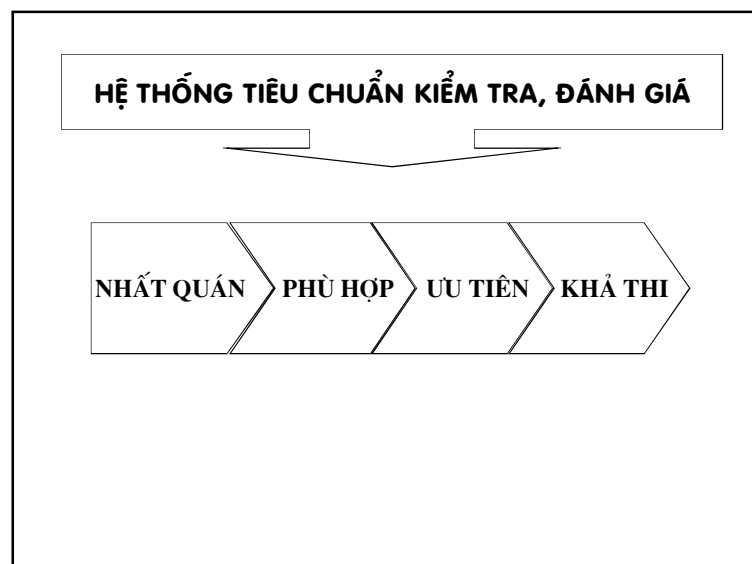 HỆ THỐNG TIÊU CHUẨN KIỂM TRA, ĐÁNH GIÁ
NHẤT QUÁN PHÙ HỢP ƯU TIÊN KHẢ THI